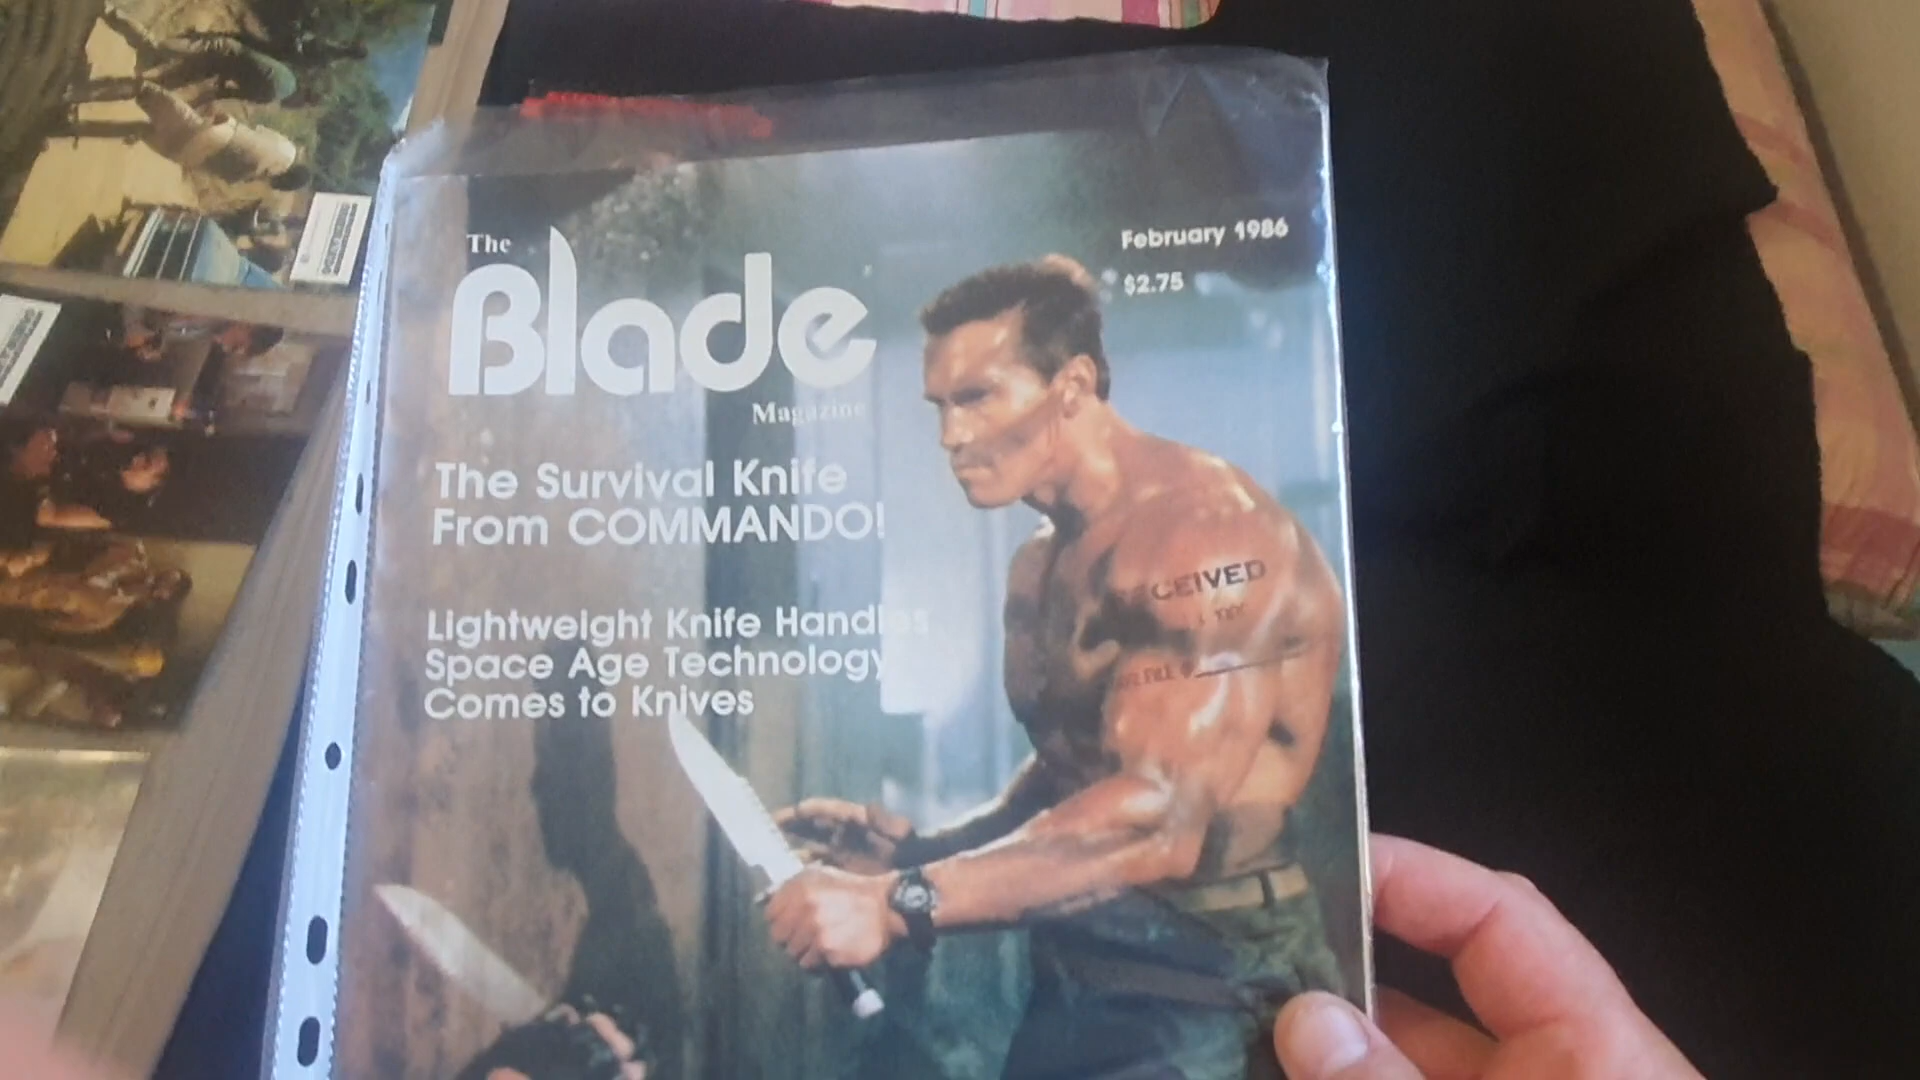 The
Blade
Magazine
February 1986
$2.75
The Survival Knife
From COMMANDO!
Lightweight Knife Handles
Space Age Technology
Comes to Knives
CEIVED